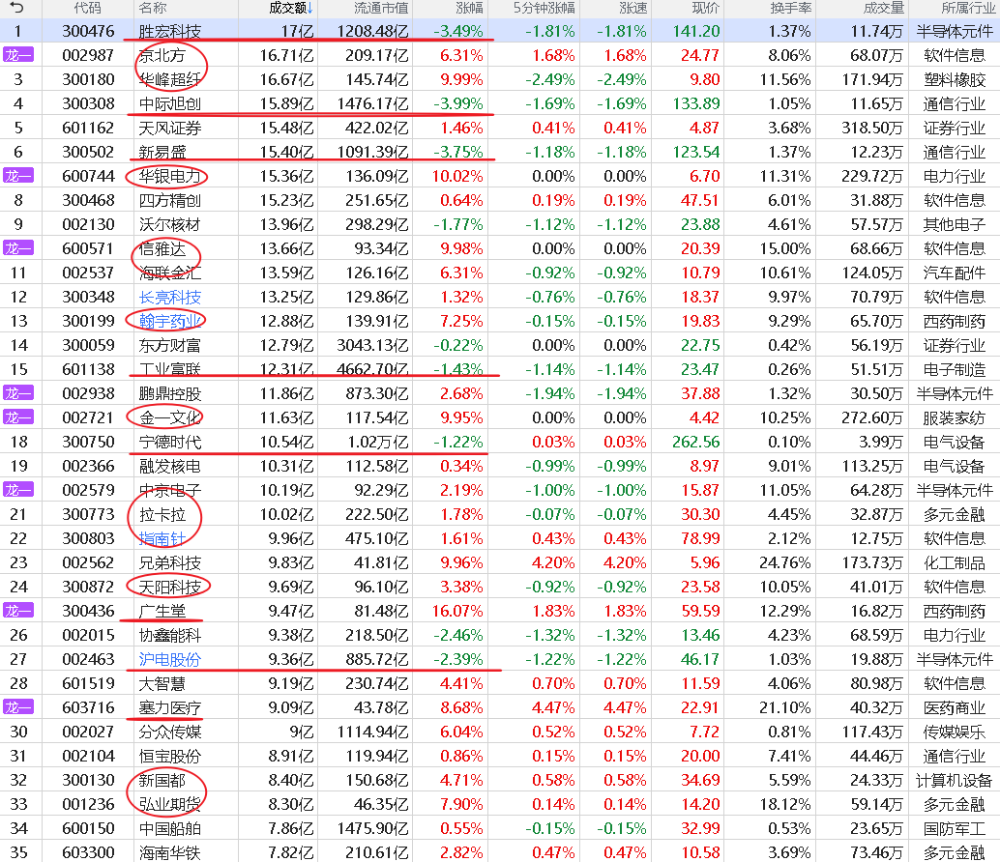 代码 名称 成交额↓ 流通市值 涨幅 5分钟涨幅 涨速 现价 换手率 成交量 所属行业
1 300476 胜宏科技 17亿 1208.48亿 -3.49% -1.81% -1.81% 141.20 1.37% 11.74万 半导体元件
龙一 002987 京北方 16.71亿 209.17亿 6.31% 1.68% 1.68% 24.77 8.06% 68.07万 软件信息
3 300180 华峰超纤 16.67亿 145.74亿 9.99% -2.49% -2.49% 9.80 11.56% 171.94万 塑料橡胶
4 300308 中际旭创 15.89亿 1476.17亿 -3.99% -1.69% -1.69% 133.89 1.05% 11.65万 通信行业
5 601162 天风证券 15.48亿 422.02亿 1.46% 0.41% 0.41% 4.87 3.68% 318.50万 证券行业
6 300502 新易盛 15.40亿 1091.39亿 -3.75% -1.18% -1.18% 123.54 1.37% 12.23万 通信行业
龙一 600744 华银电力 15.36亿 136.09亿 10.02% 0.00% 0.00% 6.70 11.31% 229.72万 电力行业
8 300468 四方精创 15.23亿 251.65亿 0.64% 0.19% 0.19% 47.51 6.01% 31.88万 软件信息
9 002130 沃尔核材 13.96亿 298.29亿 -1.77% -1.12% -1.12% 23.88 4.61% 57.57万 其他电子
龙一 600571 信雅达 13.66亿 93.34亿 9.98% 0.00% 0.00% 20.39 15.00% 68.66万 软件信息
11 002537 海联金汇 13.59亿 126.16亿 6.31% -0.92% -0.92% 10.79 10.61% 124.05万 汽车配件
12 300348 长亮科技 13.25亿 129.86亿 1.32% -0.76% -0.76% 18.37 9.97% 70.79万 软件信息
13 300199 翰宇药业 12.88亿 139.91亿 7.25% -0.15% -0.15% 19.83 9.29% 65.70万 西药制药
14 300059 东方财富 12.79亿 3043.13亿 -0.22% 0.00% 0.00% 22.75 0.42% 56.19万 证券行业
15 601138 工业富联 12.31亿 4662.70亿 -1.43% -1.14% -1.14% 23.47 0.26% 51.51万 电子制造
龙一 002938 鹏鼎控股 11.86亿 873.30亿 2.68% -1.94% -1.94% 37.88 1.32% 30.50万 半导体元件
龙一 002721 金一文化 11.63亿 117.54亿 9.95% 0.00% 0.00% 4.42 10.25% 272.60万 服装家纺
18 300750 宁德时代 10.54亿 1.02万亿 -1.22% 0.03% 0.03% 262.56 0.10% 3.99万 电气设备
19 002366 融发核电 10.31亿 112.58亿 0.34% -0.99% -0.99% 8.97 9.01% 113.25万 电气设备
龙一 002579 中京电子 10.19亿 92.29亿 2.19% -1.00% -1.00% 15.87 11.05% 64.28万 半导体元件
21 300773 拉卡拉 10.02亿 222.50亿 1.78% -0.07% -0.07% 30.30 4.45% 32.87万 多元金融
22 300803 指南针 9.96亿 475.10亿 1.61% 0.43% 0.43% 78.99 2.12% 12.75万 软件信息
23 002562 兄弟科技 9.83亿 41.81亿 9.96% 4.20% 4.20% 5.96 24.76% 173.73万 化工制品
24 300872 天阳科技 9.69亿 96.10亿 3.38% -0.92% -0.92% 23.58 10.05% 41.01万 软件信息
龙一 300436 广生堂 9.47亿 81.48亿 16.07% 1.83% 1.83% 59.59 12.29% 16.82万 西药制药
26 002015 协鑫能科 9.38亿 218.50亿 -2.46% -1.32% -1.32% 13.46 4.23% 68.59万 电力行业
27 002463 沪电股份 9.36亿 885.72亿 -2.39% -1.22% -1.22% 46.17 1.03% 19.88万 半导体元件
28 601519 大智慧 9.19亿 230.74亿 4.41% 0.70% 0.70% 11.59 4.06% 80.98万 软件信息
龙一 603716 塞力医疗 9.09亿 43.78亿 8.68% 4.47% 4.47% 22.91 21.10% 40.32万 医药商业
30 002027 分众传媒 9亿 1114.94亿 6.04% 0.52% 0.52% 7.72 0.81% 117.43万 传媒娱乐
31 002104 恒宝股份 8.91亿 119.94亿 0.86% 0.15% 0.15% 20.00 7.41% 44.46万 通信行业
32 300130 新国都 8.40亿 150.68亿 4.71% 0.58% 0.58% 34.69 5.59% 24.33万 计算机设备
33 001236 弘业期货 8.30亿 46.35亿 7.90% 0.14% 0.14% 14.20 18.12% 59.14万 多元金融
34 600150 中国船舶 7.86亿 1475.90亿 0.55% -0.15% -0.15% 32.99 0.53% 23.65万 国防军工
35 603300 海南华铁 7.82亿 210.61亿 2.82% 0.47% 0.47% 10.58 3.69% 73.46万 多元金融